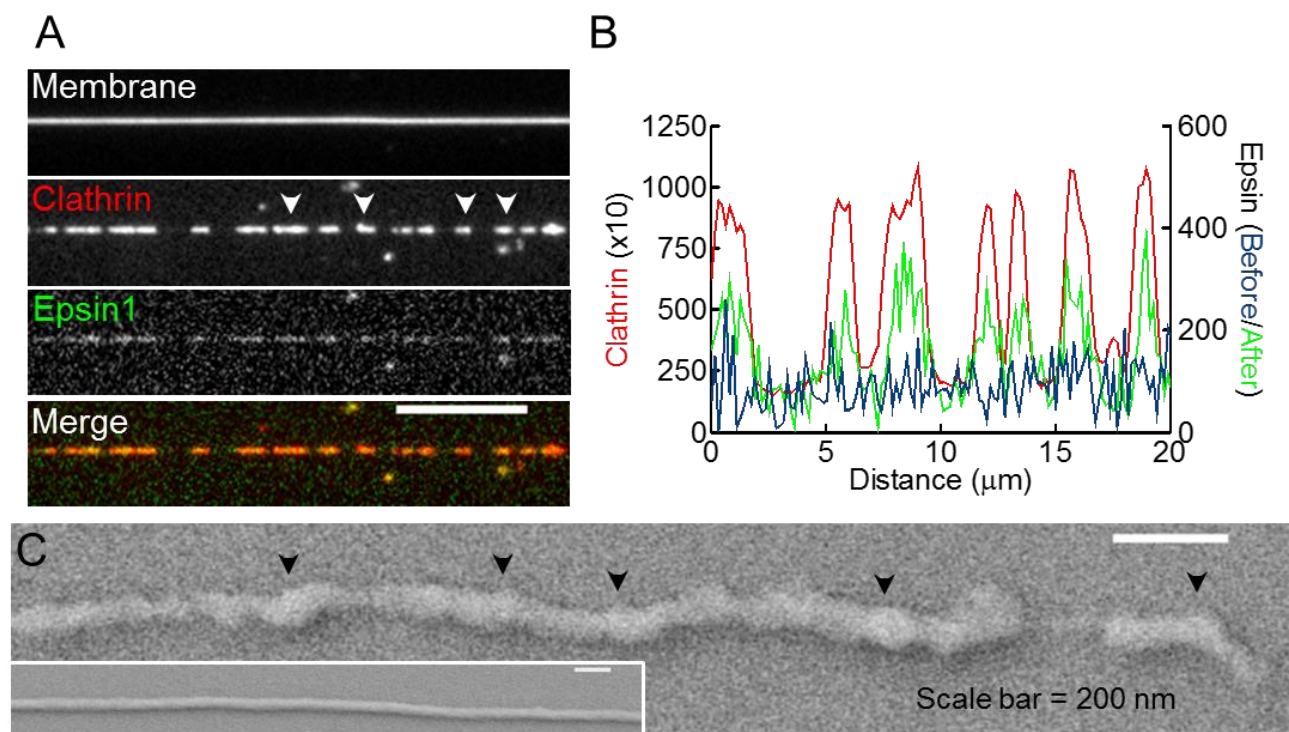 A
Membrane
Clathrin
Epsin1
Merge
B
1250
1000
750
500
250
0
Clathrin (x10)
600
400
200
0
Epsin (Before/After)
0
5
10
15
20
Distance (μm)
C
Scale bar = 200 nm